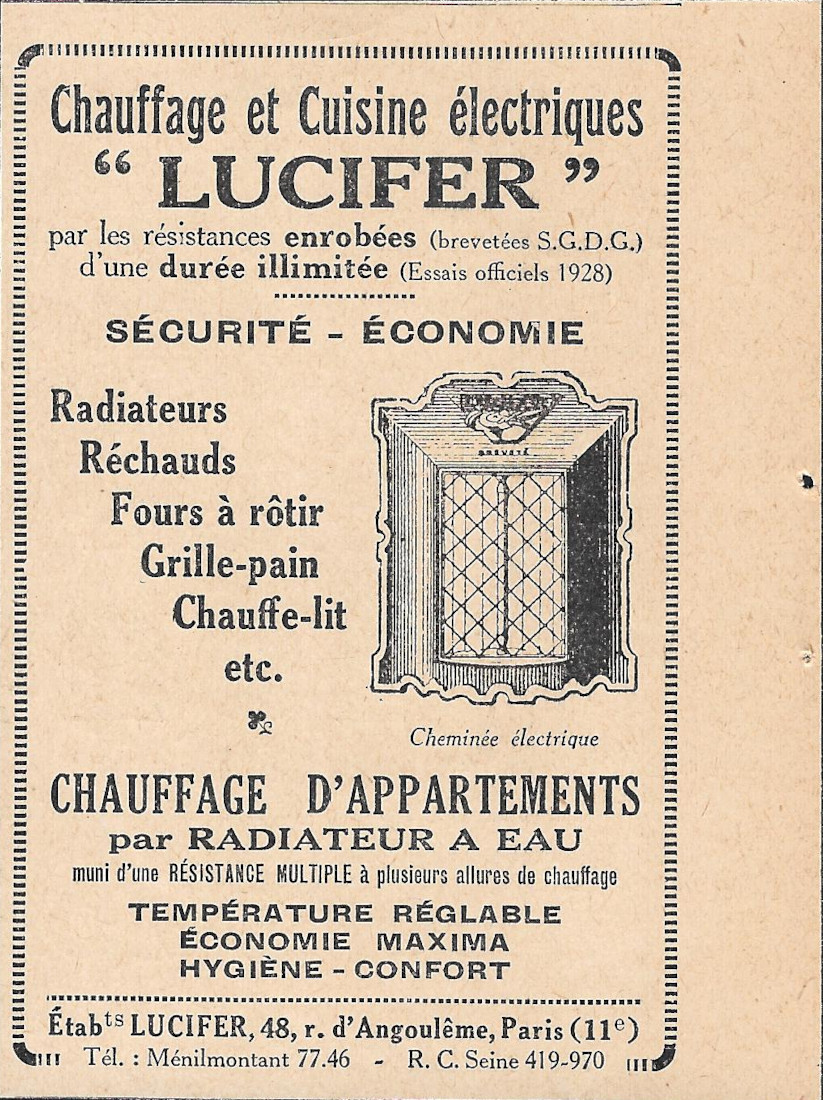 Chauffage et Cuisine électriques
“ LUCIFER ”
par les résistances enrobées (brevetées S.G.D.G.)
d'une durée illimitée (Essais officiels 1928)
SÉCURITÉ - ÉCONOMIE
Radiateurs
Réchauds
Fours à rôtir
Grille-pain
Chauffe-lit
etc.
BREVETÉ
Cheminée électrique
CHAUFFAGE D'APPARTEMENTS
par RADIATEUR A EAU
muni d'une RÉSISTANCE MULTIPLE à plusieurs allures de chauffage
TEMPÉRATURE RÉGLABLE
ÉCONOMIE MAXIMA
HYGIÈNE - CONFORT
Étabts LUCIFER, 48, r. d'Angoulême, Paris (11e)
Tél. : Ménilmontant 77.46 - R. C. Seine 419-970